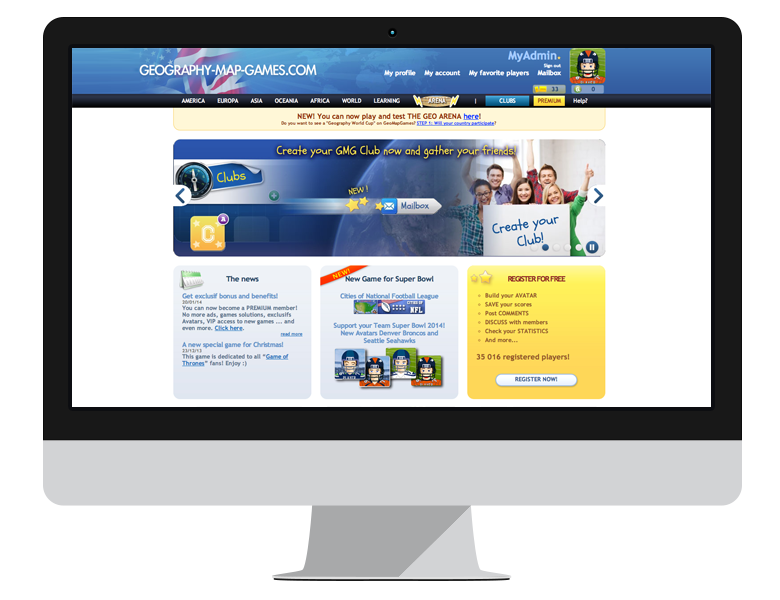 MyAdmin.
Sign out
GEOGRAPHY-MAP-GAMES.COM
My profile My account My favorite players Mailbox
33 0
AMERICA EUROPA ASIA OCEANIA AFRICA WORLD LEARNING ARENA | CLUBS PREMIUM Help?
NEW! You can now play and test THE GEO ARENA here!
Do you want to see a "Geography World Cup" on GeoMapGames? STEP 1: Will your country participate?
Create your GMG Club now and gather your friends!
Clubs
NEW !
Mailbox
C
Create your
Club!
The news
Get exclusif bonus and benefits!
20/01/14
You can now become a PREMIUM member!
No more ads, games solutions, exclusifs
Avatars, VIP access to new games ... and
even more. Click here.
read more
A new special game for Christmas!
23/12/13
This game is dedicated to all "Game of
Thrones" fans! Enjoy :)
NEW!
New Game for Super Bowl
Cities of National Football League
CITIES OF
NFL
Support your Team Super Bowl 2014!
New Avatars Denver Broncos and
Seattle Seahawks
REGISTER FOR FREE
Build your AVATAR
SAVE your scores
Post COMMENTS
DISCUSS with members
Check your STATISTICS
And more...
35 016 registered players!
REGISTER NOW!